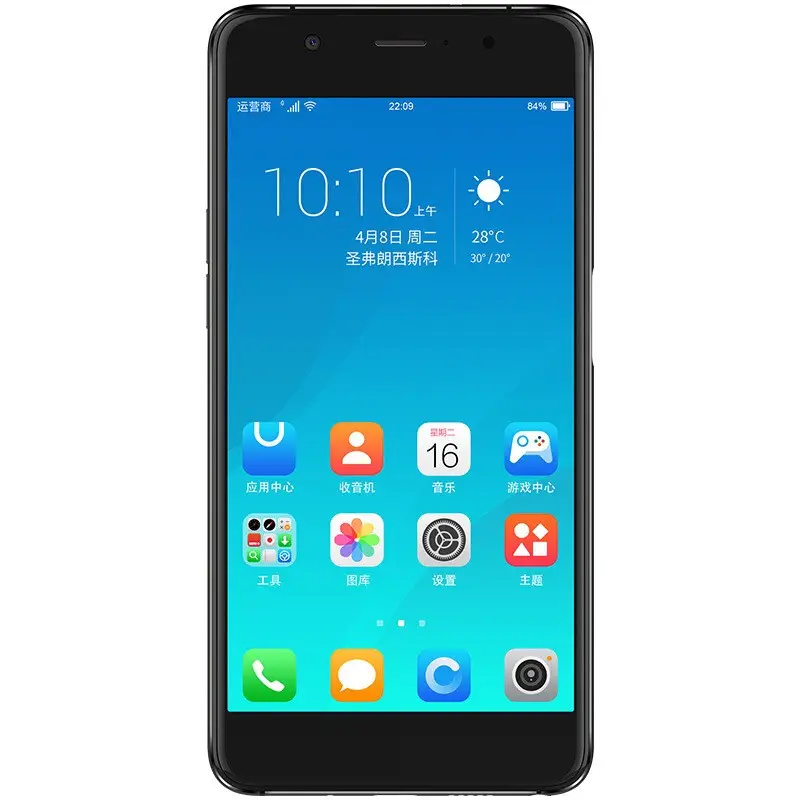 运营商
22:09
84%
10:10上午
4月8日 周二
28°C
圣弗朗西斯科
30° / 20°
星期二
16
应用中心
收音机
音乐
游戏中心
工具
图库
设置
主题